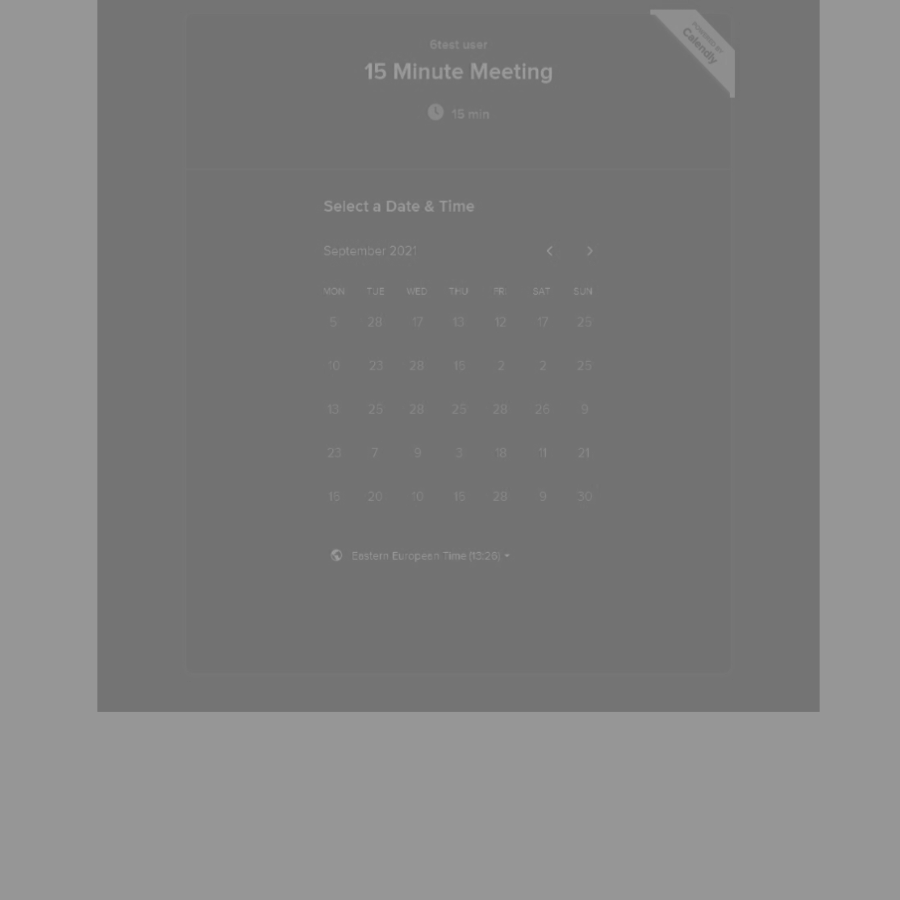 POWERED BY
Calendly
6test user
15 Minute Meeting
15 min
Select a Date & Time
September 2021
MON TUE WED THU FRI SAT SUN
5 28 17 13 12 17 25
10 23 28 16 2 2 25
13 25 28 25 28 26 9
23 7 9 3 18 11 21
16 20 10 16 28 9 30
Eastern European Time (13:26)